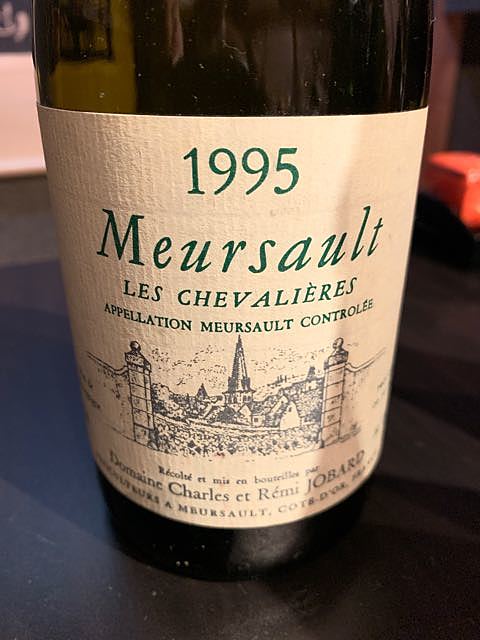 1995
Meursault
LES CHEVALIÈRES
APPELLATION MEURSAULT CONTROLÉE
Récolté et mis en bouteilles par
Domaine Charles et Rémi JOBARD
A MEURSAULT, COTE-D'OR,